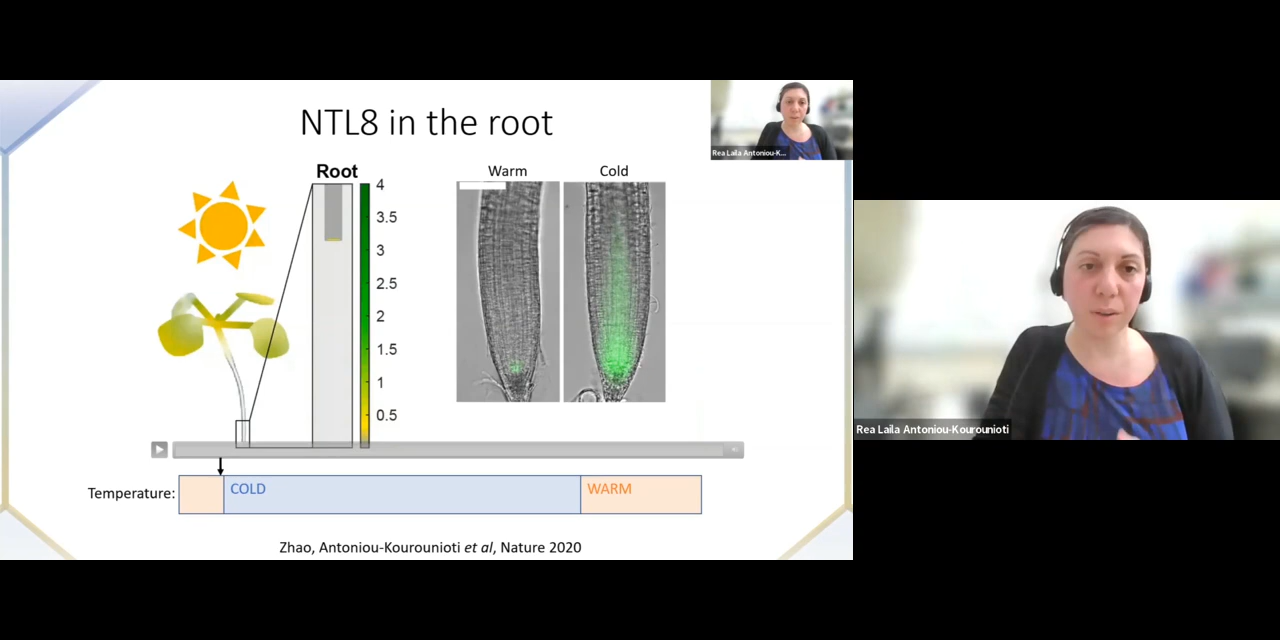 NTL8 in the root
Rea Laila Antoniou-K...
Root
4
3.5
3
2.5
2
1.5
1
0.5
Warm
Cold
Temperature:
COLD
WARM
Zhao, Antoniou-Kourounioti et al, Nature 2020
Rea Laila Antoniou-Kourounioti